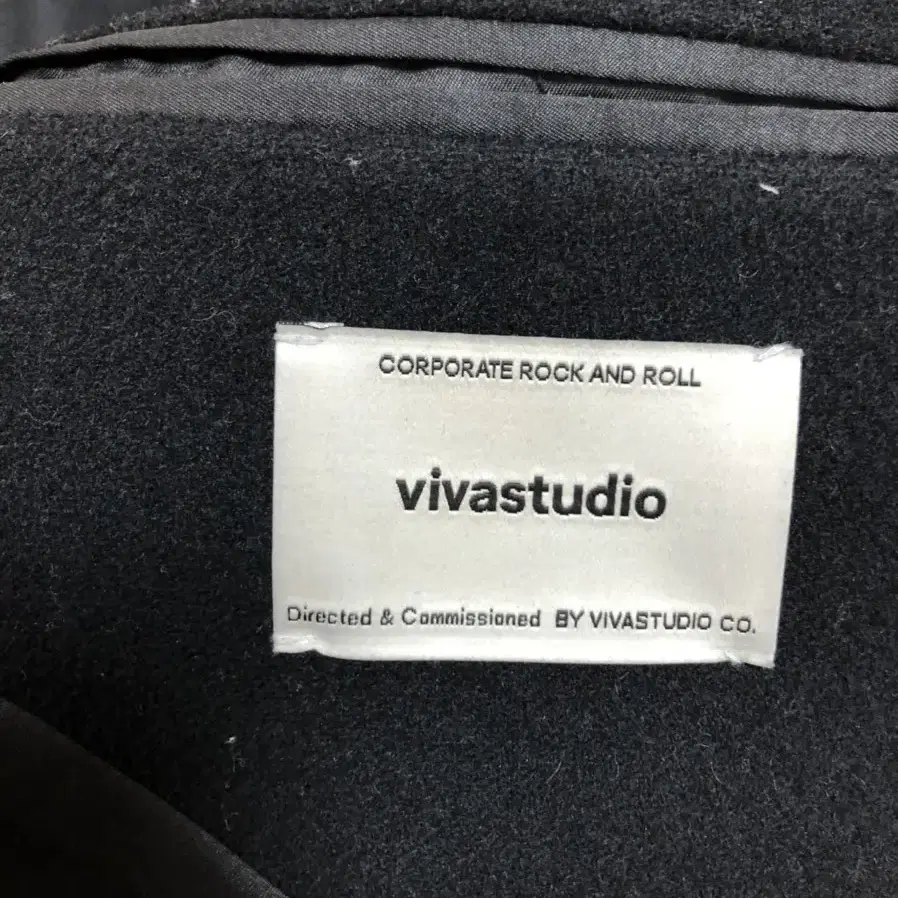 CORPORATE ROCK AND ROLL
vivastudio
Directed & Commissioned BY VIVASTUDIO CO.